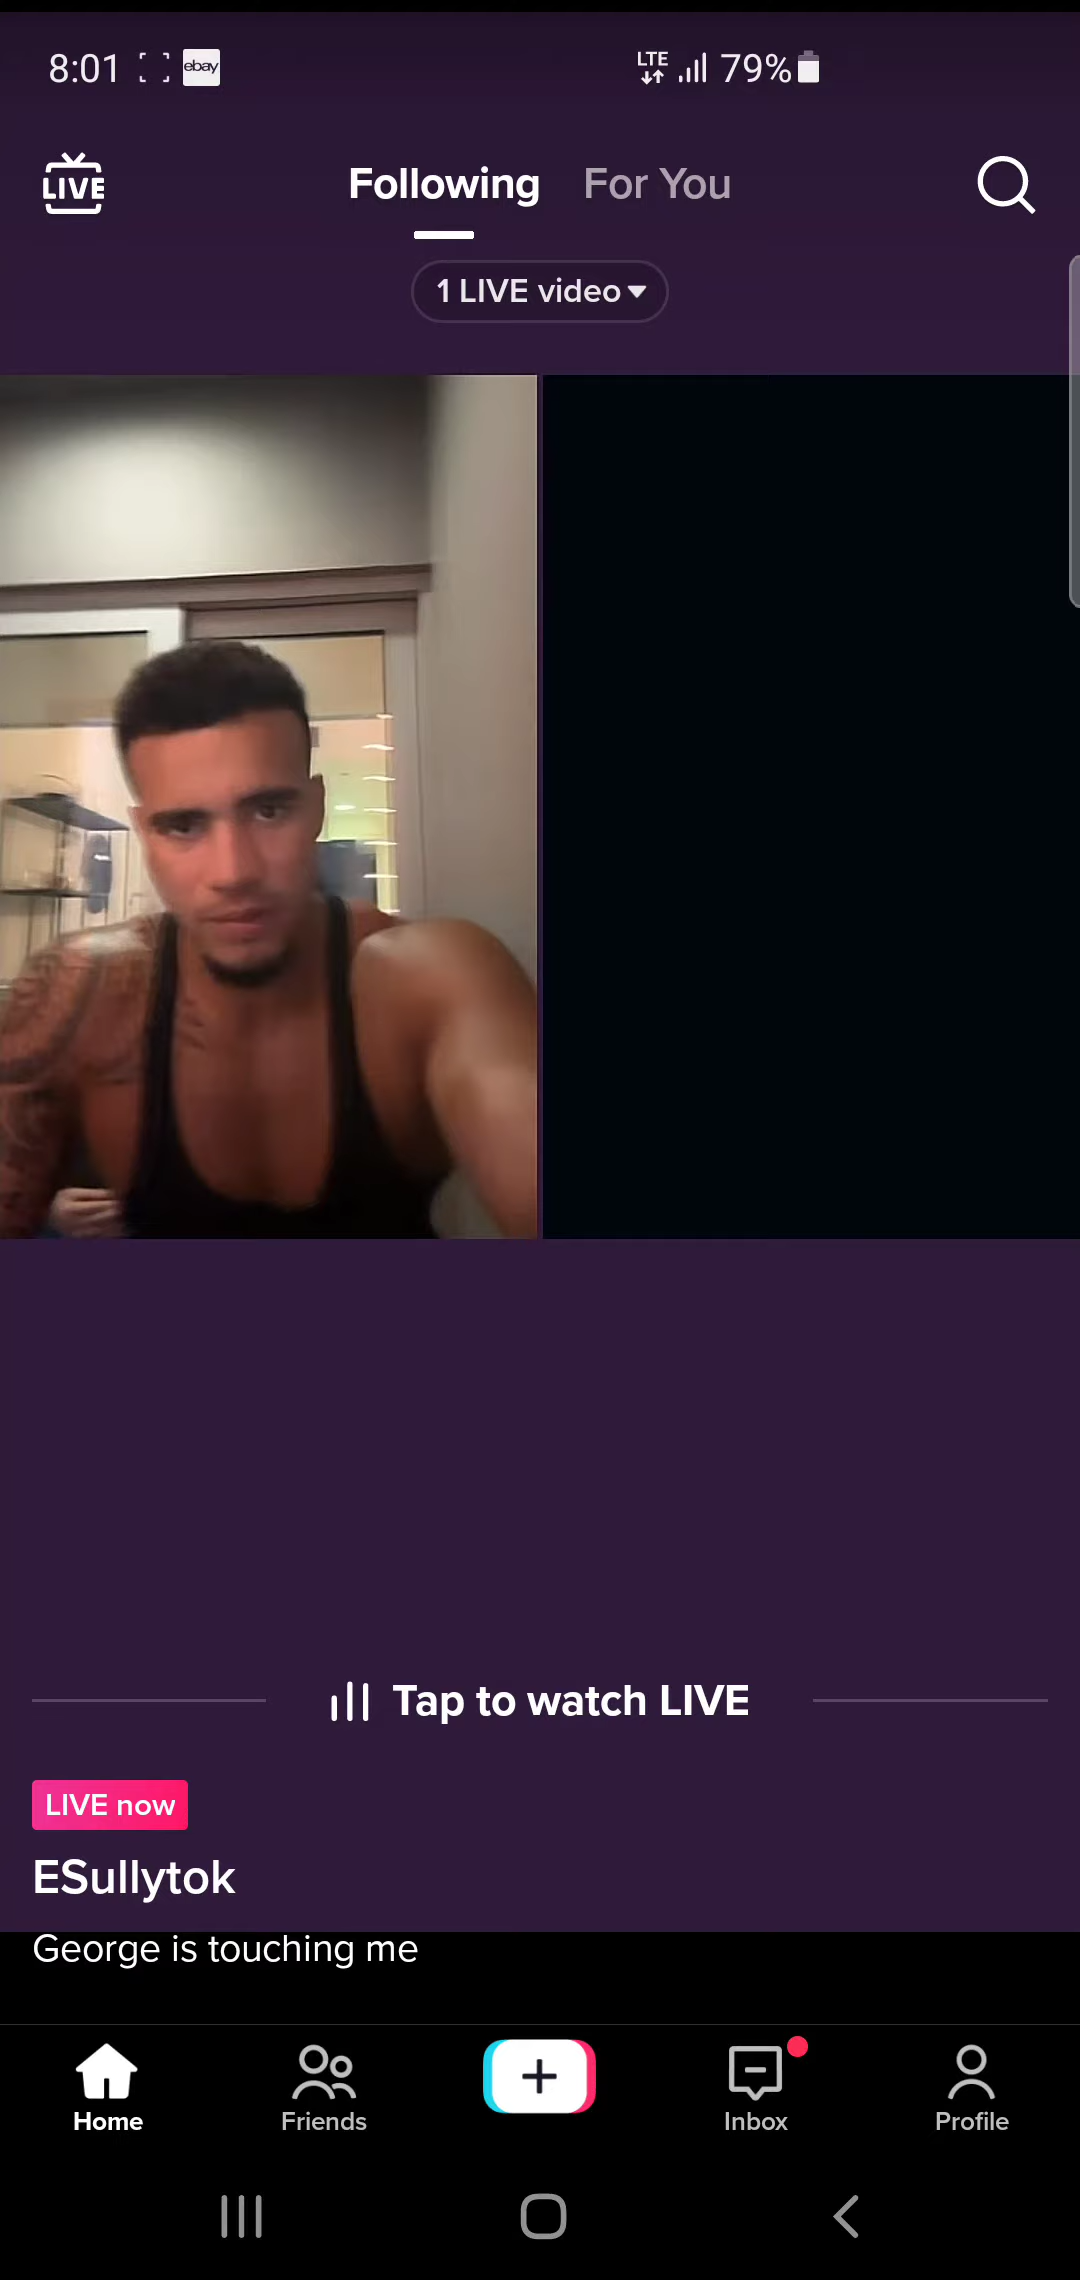 8:01 ebay LTE 79%
LIVE Following For You
1 LIVE video
Tap to watch LIVE
LIVE now
ESullytok
George is touching me
Home Friends Inbox Profile